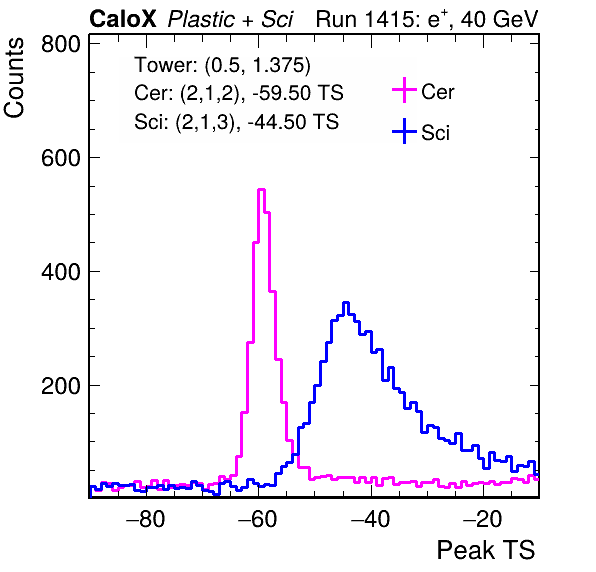 CaloX Plastic + Sci Run 1415: e⁺, 40 GeV
Tower: (0.5, 1.375)
Cer: (2,1,2), -59.50 TS
Sci: (2,1,3), -44.50 TS
Cer
Sci
Counts
800
600
400
200
−80 −60 −40 −20
Peak TS